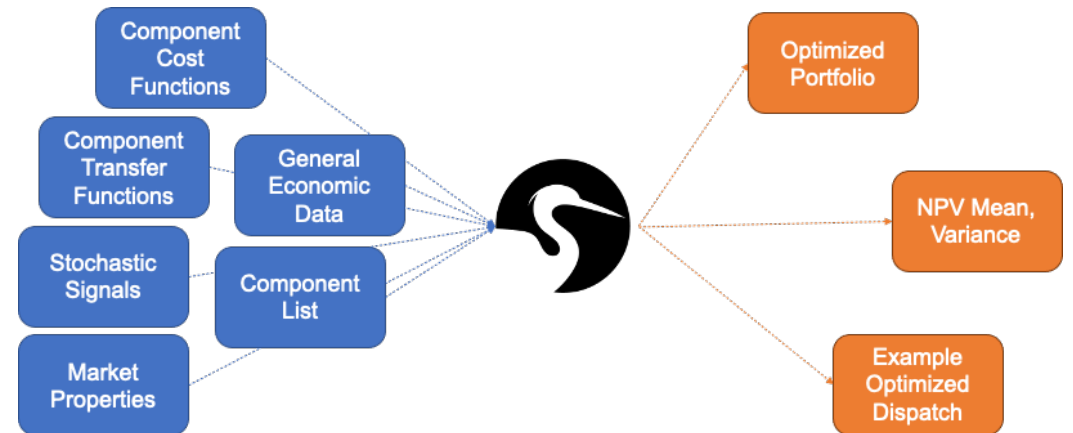 Component
Cost
Functions
Component
Transfer
Functions
General
Economic
Data
Stochastic
Signals
Component
List
Market
Properties
Optimized
Portfolio
NPV Mean,
Variance
Example
Optimized
Dispatch